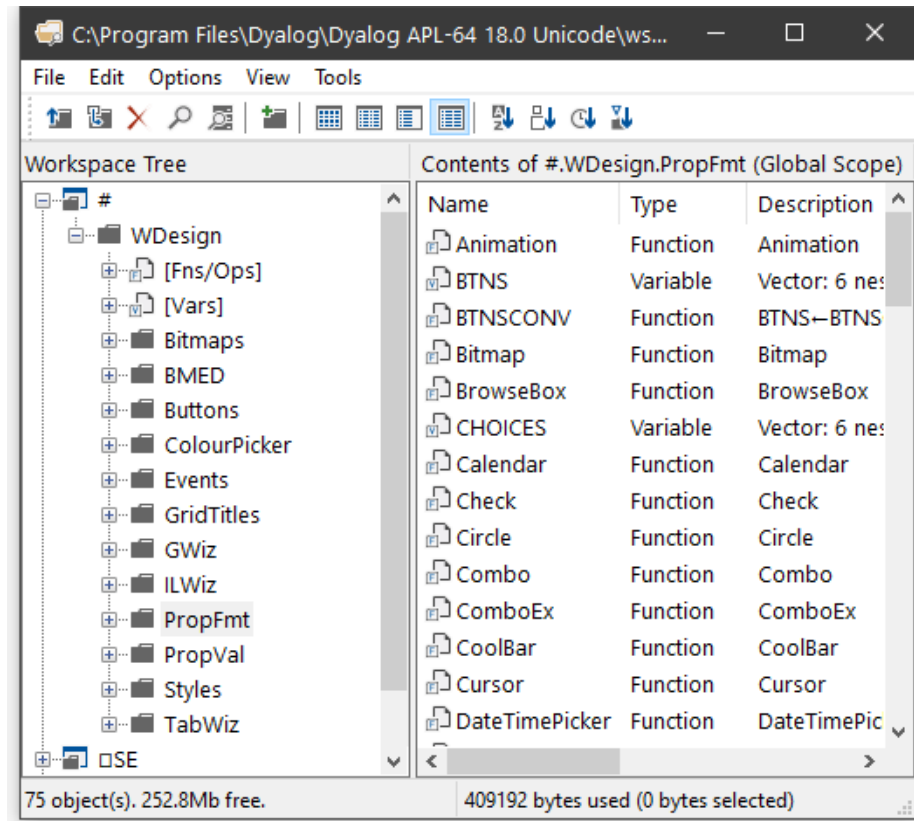 C:\Program Files\Dyalog\Dyalog APL-64 18.0 Unicode\ws...
File Edit Options View Tools
Workspace Tree
#
WDesign
[Fns/Ops]
[Vars]
Bitmaps
BMED
Buttons
ColourPicker
Events
GridTitles
GWiz
ILWiz
PropFmt
PropVal
Styles
TabWiz
⎕SE
Contents of #.WDesign.PropFmt (Global Scope)
Name Type Description
Animation Function Animation
BTNS Variable Vector: 6 nes
BTNSCONV Function BTNS←BTNS
Bitmap Function Bitmap
BrowseBox Function BrowseBox
CHOICES Variable Vector: 6 nes
Calendar Function Calendar
Check Function Check
Circle Function Circle
Combo Function Combo
ComboEx Function ComboEx
CoolBar Function CoolBar
Cursor Function Cursor
DateTimePicker Function DateTimePic
75 object(s). 252.8Mb free.
409192 bytes used (0 bytes selected)